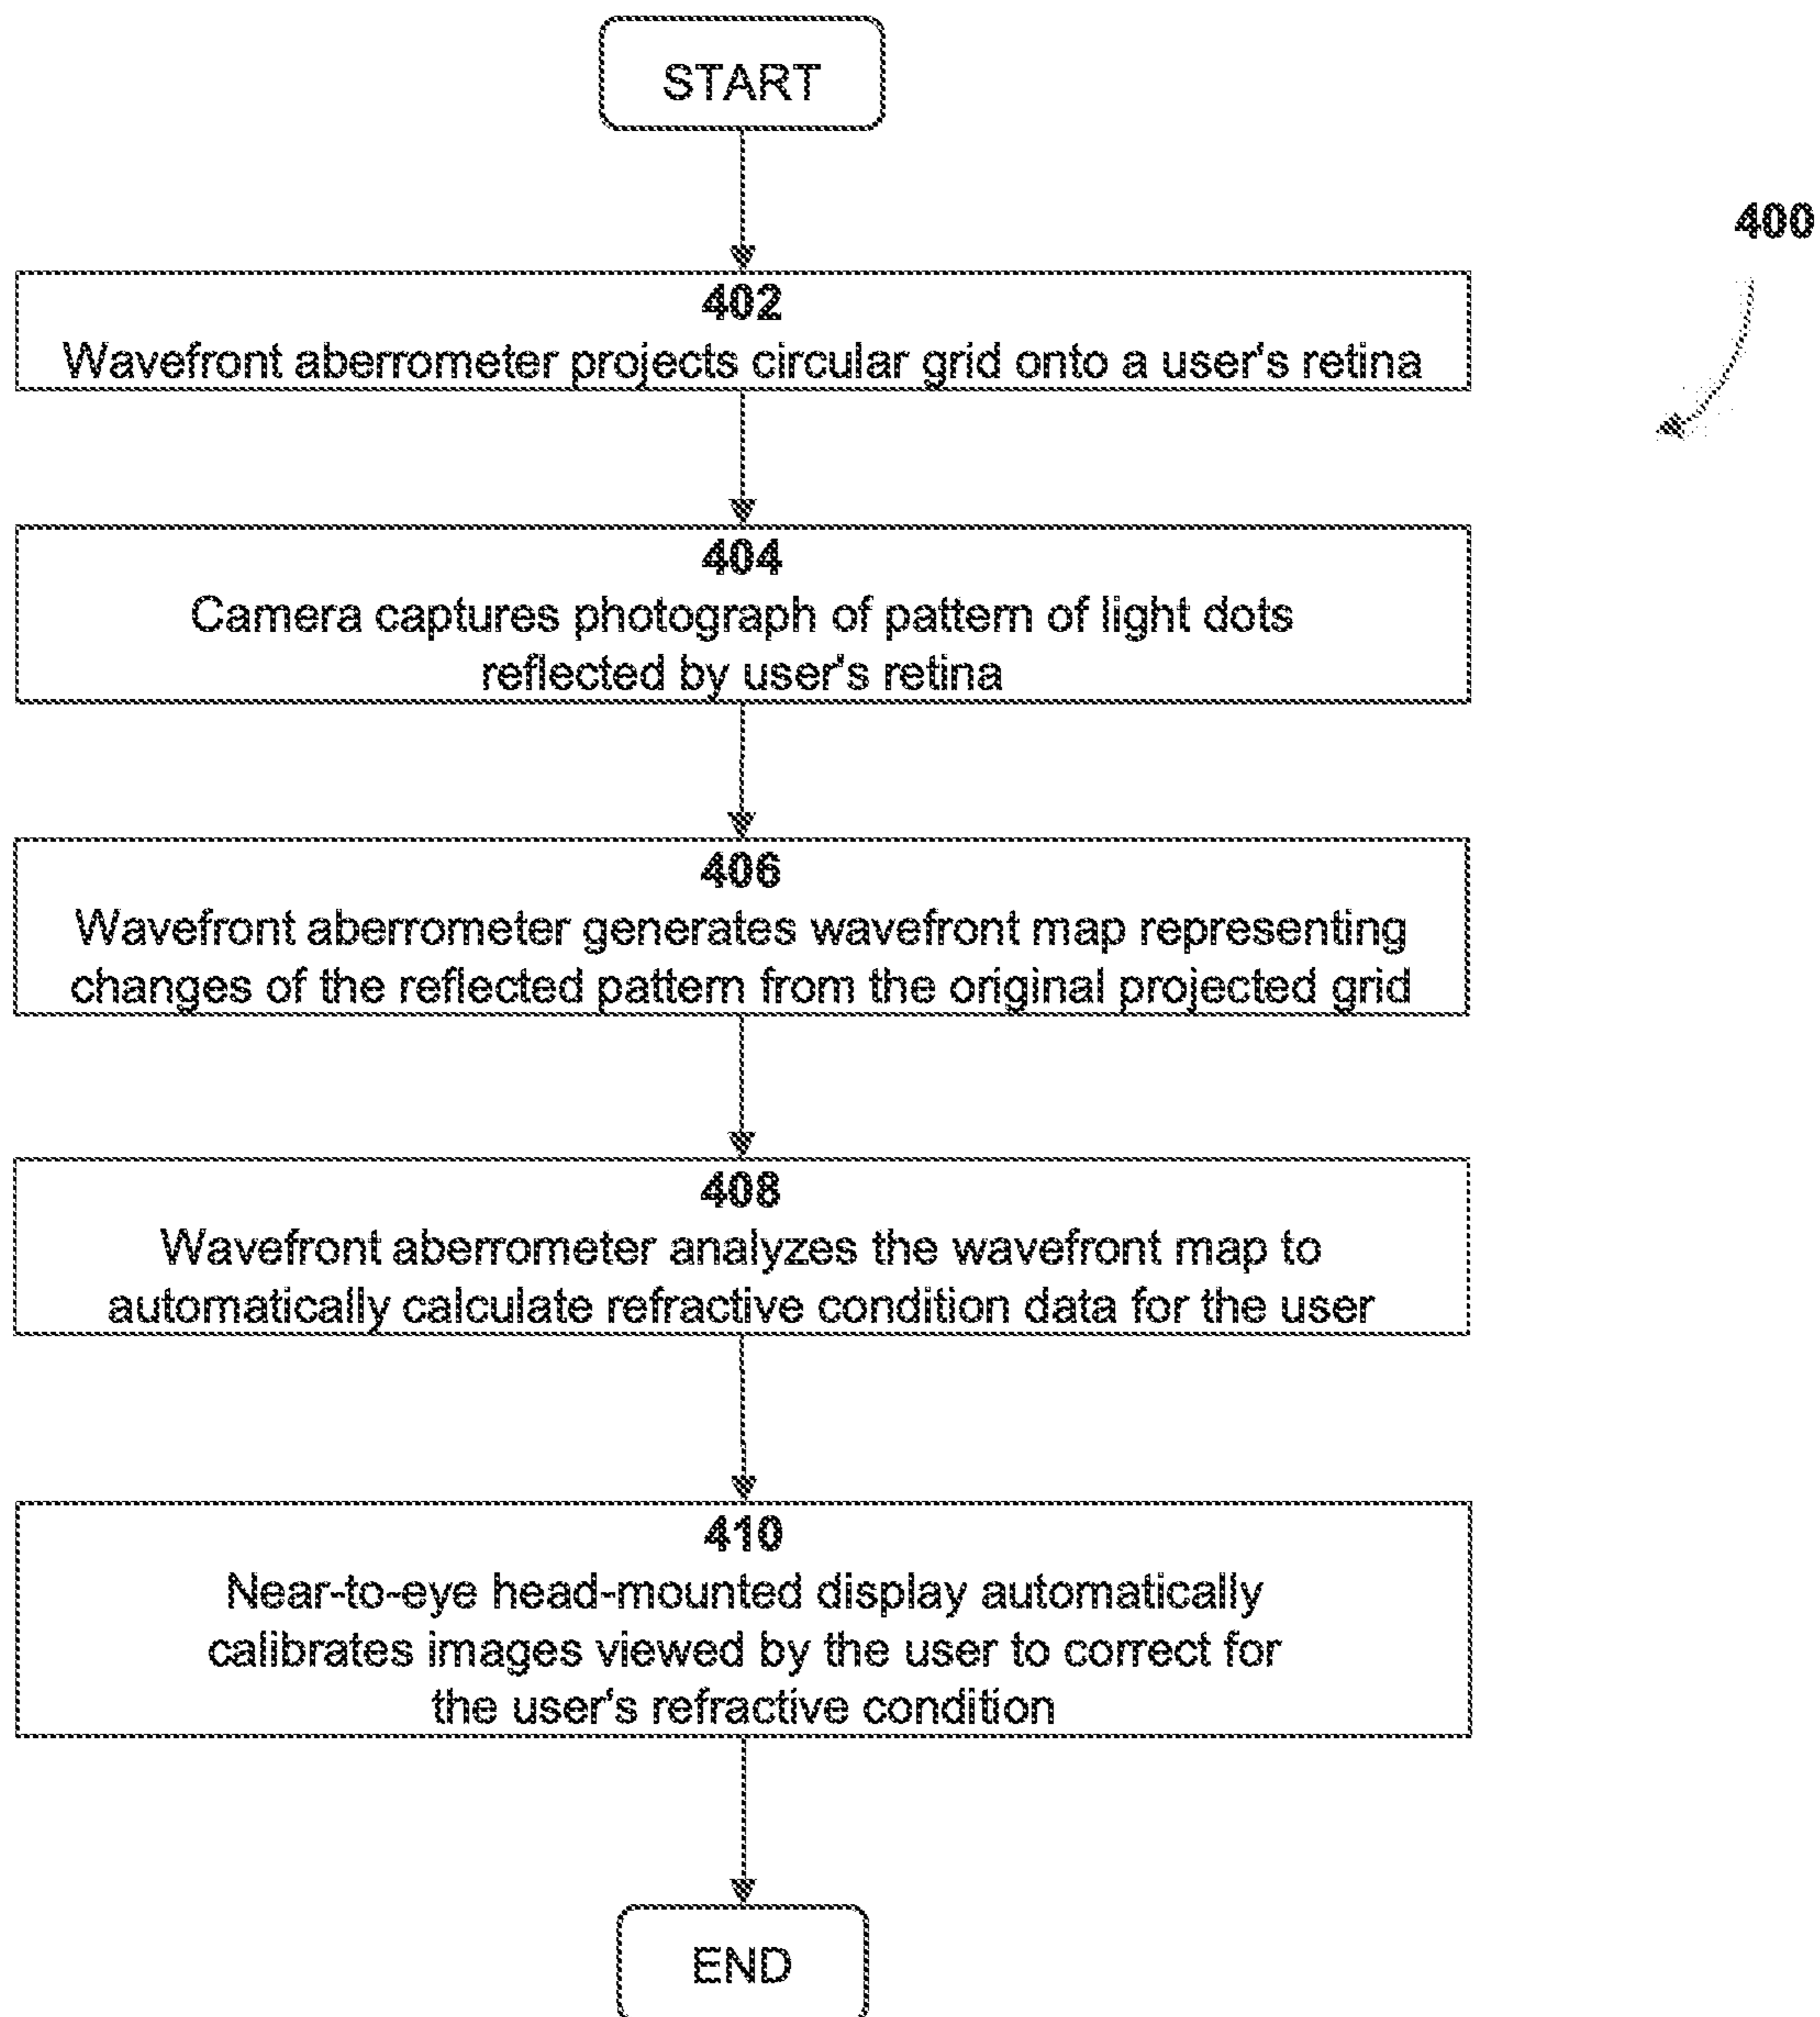 START
400
402
Wavefront aberrometer projects circular grid onto a user's retina
404
Camera captures photograph of pattern of light dots
reflected by user's retina
406
Wavefront aberrometer generates wavefront map representing
changes of the reflected pattern from the original projected grid
408
Wavefront aberrometer analyzes the wavefront map to
automatically calculate refractive condition data for the user
410
Near-to-eye head-mounted display automatically
calibrates images viewed by the user to correct for
the user's refractive condition
END